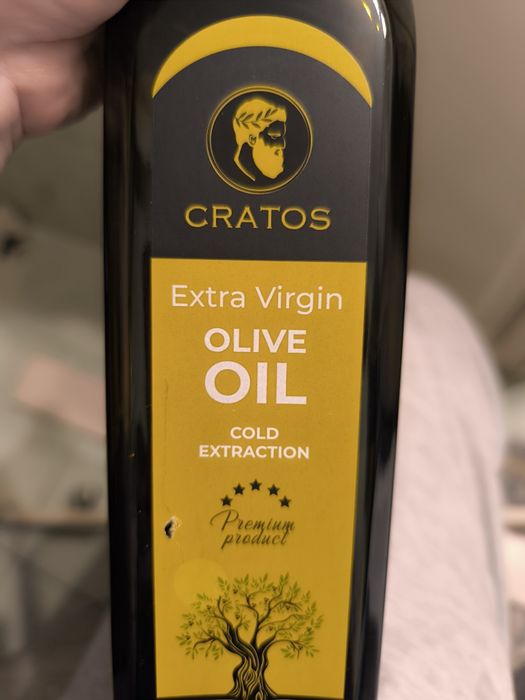 CRATOS
Extra Virgin
OLIVE
OIL
COLD
EXTRACTION
Premium
product